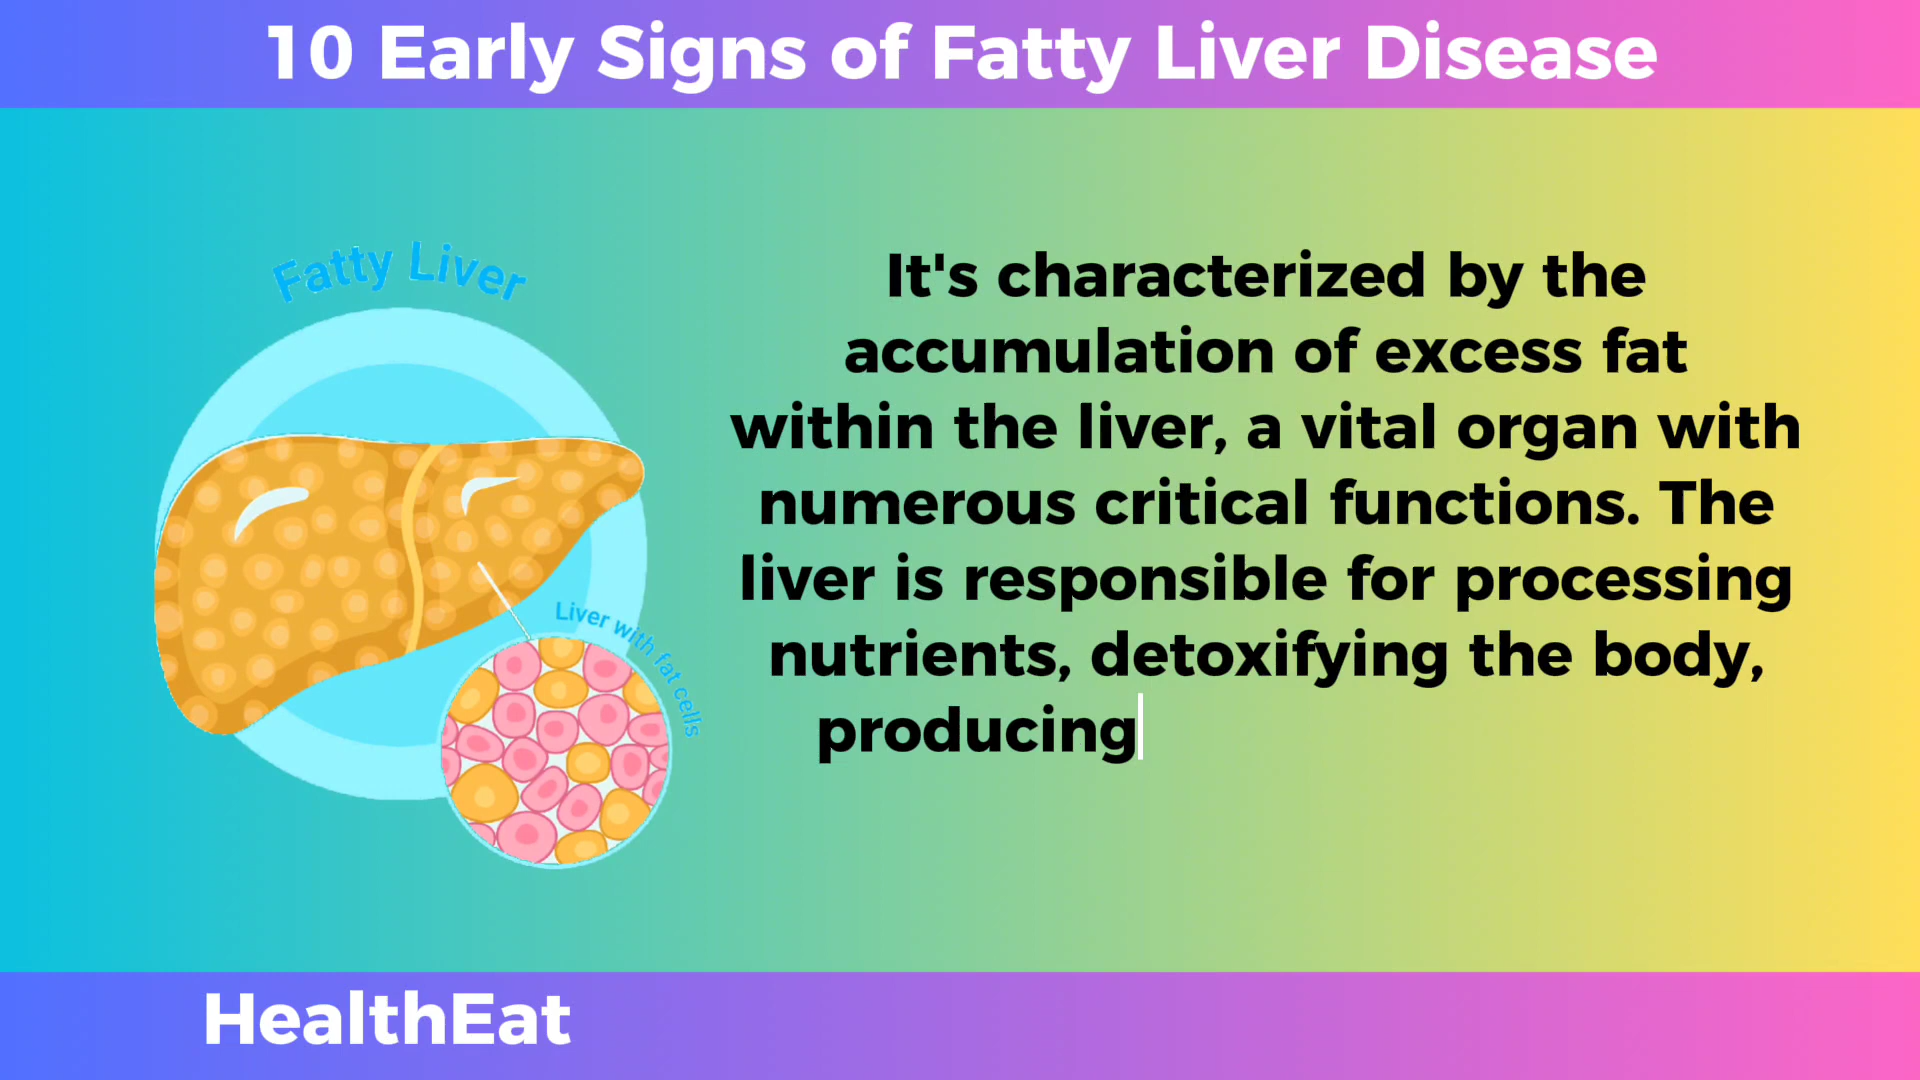 10 Early Signs of Fatty Liver Disease
Fatty Liver
Liver with fat cells
It's characterized by the
accumulation of excess fat
within the liver, a vital organ with
numerous critical functions. The
liver is responsible for processing
nutrients, detoxifying the body,
producing
HealthEat